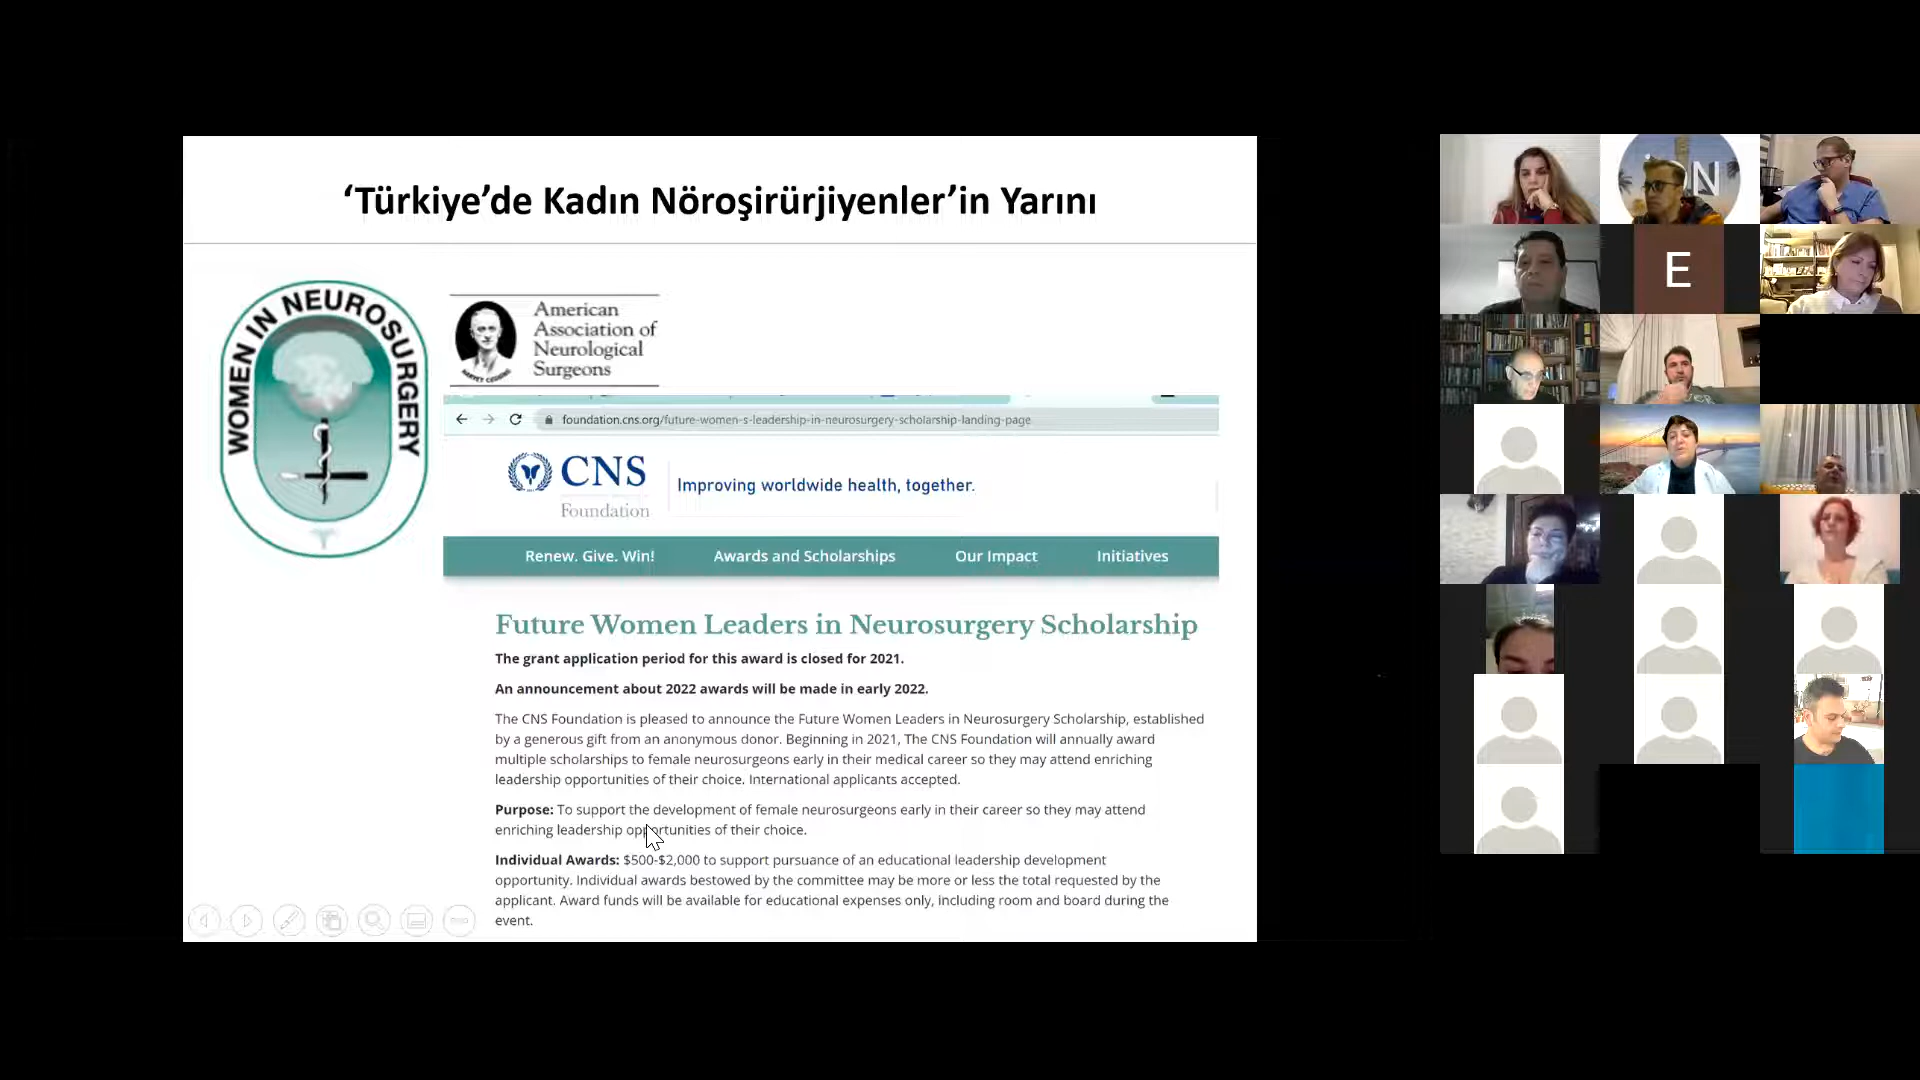 ‘Türkiye’de Kadın Nöroşirürjiyenler’in Yarını
WOMEN IN NEUROSURGERY
American
Association of
Neurological
Surgeons
HARVEY CUSHING
foundation.cns.org/future-women-s-leadership-in-neurosurgery-scholarship-landing-page
CNS
Foundation
Improving worldwide health, together.
Renew. Give. Win! Awards and Scholarships Our Impact Initiatives
Future Women Leaders in Neurosurgery Scholarship
The grant application period for this award is closed for 2021.
An announcement about 2022 awards will be made in early 2022.
The CNS Foundation is pleased to announce the Future Women Leaders in Neurosurgery Scholarship, established
by a generous gift from an anonymous donor. Beginning in 2021, The CNS Foundation will annually award
multiple scholarships to female neurosurgeons early in their medical career so they may attend enriching
leadership opportunities of their choice. International applicants accepted.
Purpose: To support the development of female neurosurgeons early in their career so they may attend
enriching leadership opportunities of their choice.
Individual Awards: $500-$2,000 to support pursuance of an educational leadership development
opportunity. Individual awards bestowed by the committee may be more or less the total requested by the
applicant. Award funds will be available for educational expenses only, including room and board during the
event.
N
E